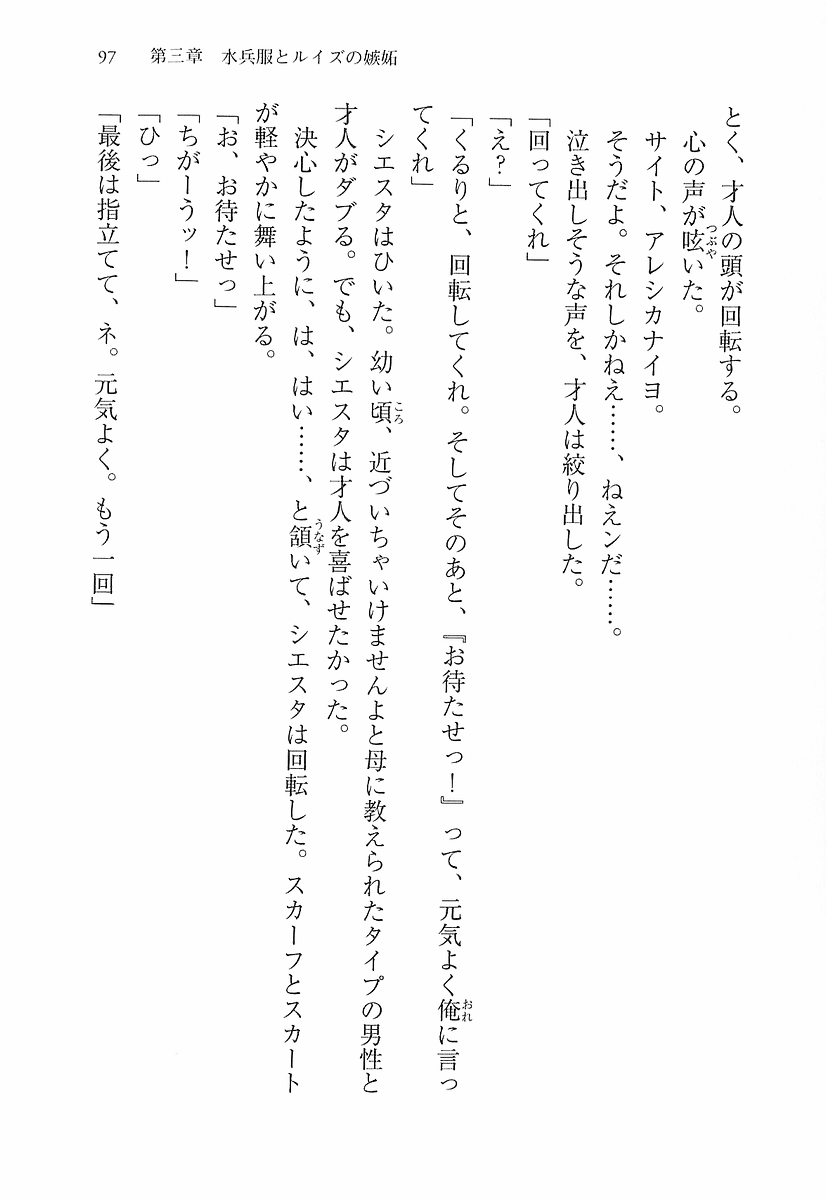 97　第三章　水兵服とルイズの嫉妬
とく、才人の頭が回転する。
心の声が呟いた。
サイト、アレシカナイヨ。
そうだよ。それしかねえ……、ねえンだ……。
泣き出しそうな声を、才人は絞り出した。
「回ってくれ」
「え?」
「くるりと、回転してくれ。そしてそのあと、『お待たせっ！』って、元気よく俺に言っ
てくれ」
シエスタはひいた。幼い頃、近づいちゃいけませんよと母に教えられたタイプの男性と
才人がダブる。でも、シエスタは才人を喜ばせたかった。
決心したように、は、はい……、と頷いて、シエスタは回転した。スカーフとスカート
が軽やかに舞い上がる。
「お、お待たせっ」
「ちがーうッ！」
「ひっ」
「最後は指立てて、ネ。元気よく。もう一回」
つぶや
ころ
うなず
おれ